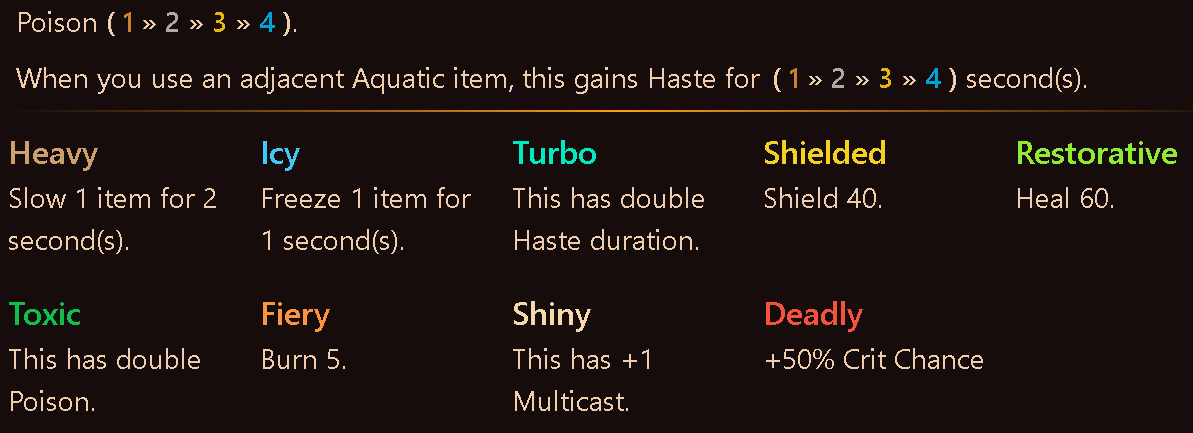 Poison ( 1 » 2 » 3 » 4 ).
When you use an adjacent Aquatic item, this gains Haste for ( 1 » 2 » 3 » 4 ) second(s).
Heavy
Slow 1 item for 2
second(s).
Icy
Freeze 1 item for
1 second(s).
Turbo
This has double
Haste duration.
Shielded
Shield 40.
Restorative
Heal 60.
Toxic
This has double
Poison.
Fiery
Burn 5.
Shiny
This has +1
Multicast.
Deadly
+50% Crit Chance